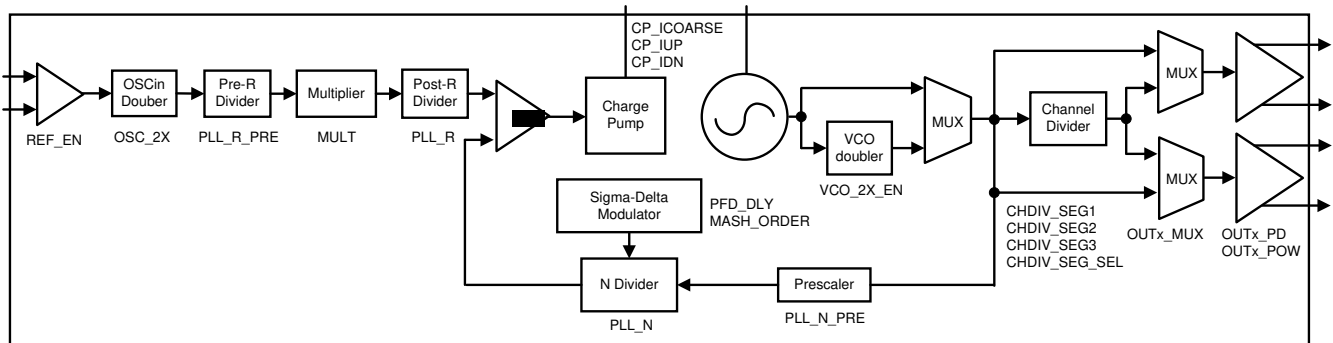 CP_ICOARSE
CP_IUP
CP_IDN
OSCin
Douber
Pre-R
Divider
Multiplier
Post-R
Divider
Charge
Pump
REF_EN
OSC_2X
PLL_R_PRE
MULT
PLL_R
VCO
doubler
VCO_2X_EN
MUX
Channel
Divider
MUX
MUX
Sigma-Delta
Modulator
PFD_DLY
MASH_ORDER
CHDIV_SEG1
CHDIV_SEG2
CHDIV_SEG3
CHDIV_SEG_SEL
OUTx_MUX
OUTx_PD
OUTx_POW
N Divider
PLL_N
Prescaler
PLL_N_PRE